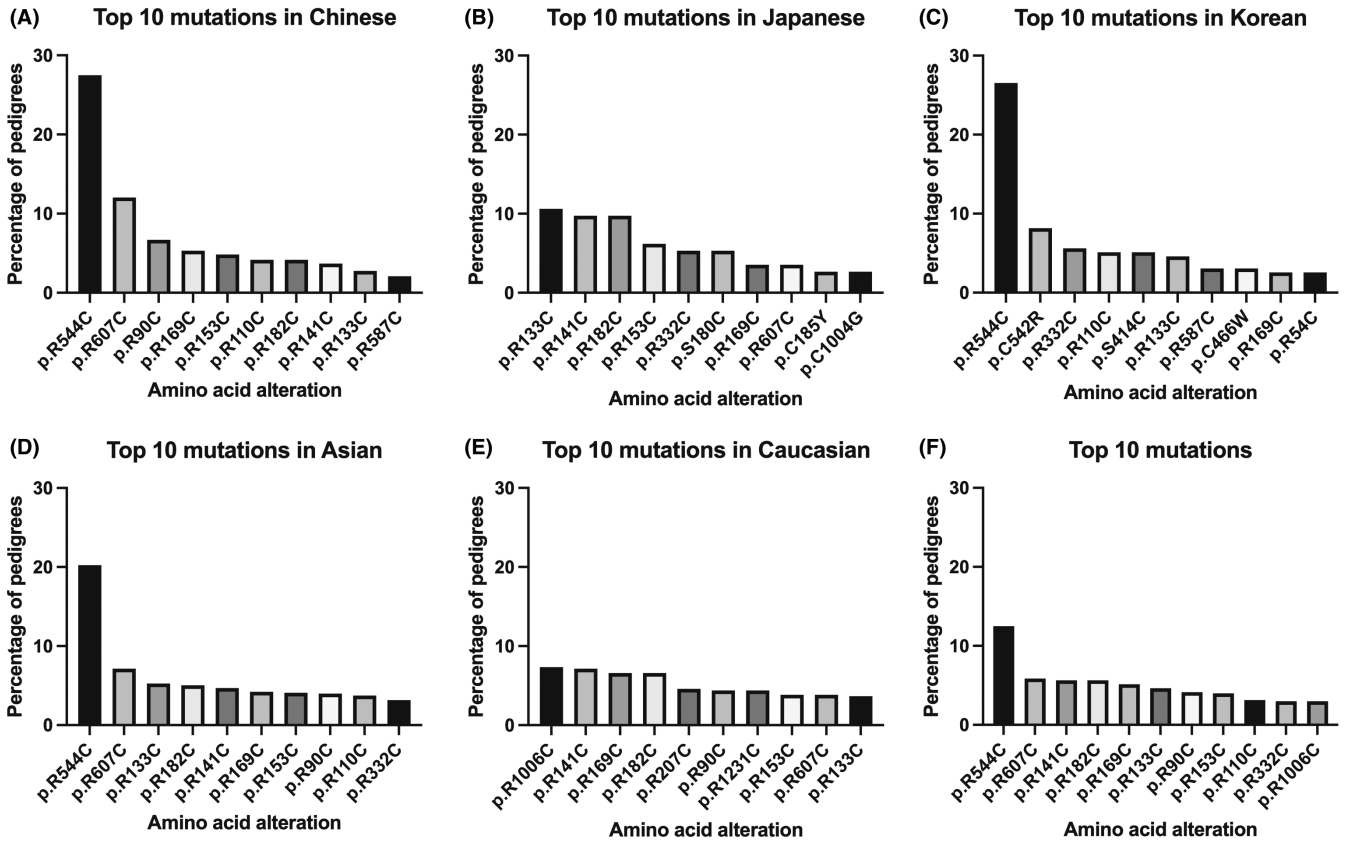 (A) Top 10 mutations in Chinese
Percentage of pedigrees
30
20
10
0
p.R544C
p.R607C
p.R90C
p.R169C
p.R153C
p.R110C
p.R182C
p.R141C
p.R133C
p.R587C
Amino acid alteration
(B) Top 10 mutations in Japanese
Percentage of pedigrees
30
20
10
0
p.R133C
p.R141C
p.R182C
p.R153C
p.R332C
p.S180C
p.R169C
p.R607C
p.C185Y
p.C1004G
Amino acid alteration
(C) Top 10 mutations in Korean
Percentage of pedigrees
30
20
10
0
p.R544C
p.C542R
p.R332C
p.R110C
p.S414C
p.R133C
p.R587C
p.C466W
p.R169C
p.R54C
Amino acid alteration
(D) Top 10 mutations in Asian
Percentage of pedigrees
30
20
10
0
p.R544C
p.R607C
p.R133C
p.R182C
p.R141C
p.R169C
p.R153C
p.R90C
p.R110C
p.R332C
Amino acid alteration
(E) Top 10 mutations in Caucasian
Percentage of pedigrees
30
20
10
0
p.R1006C
p.R141C
p.R169C
p.R182C
p.R207C
p.R90C
p.R1231C
p.R153C
p.R607C
p.R133C
Amino acid alteration
(F) Top 10 mutations
Percentage of pedigrees
30
20
10
0
p.R544C
p.R607C
p.R141C
p.R182C
p.R169C
p.R133C
p.R90C
p.R153C
p.R110C
p.R332C
p.R1006C
Amino acid alteration